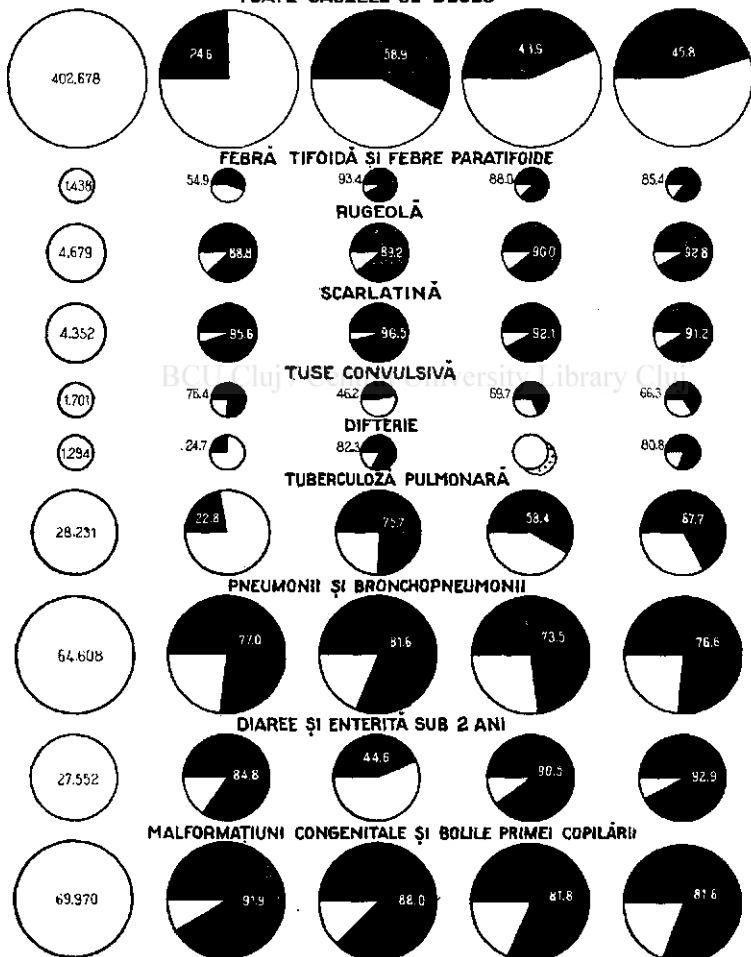 TOATE CAUZELE DE DECES
402.678 24.6 58.9 43.9 45.8
FEBRĂ TIFOIDĂ ȘI FEBRE PARATIFOIDE
1.438 54.9 93.4 88.0 85.4
RUGEOLĂ
4.679 88.8 89.2 90.0 92.8
SCARLATINĂ
4.352 95.6 96.5 92.1 91.2
BCU Cluj / Central University Library Cluj
TUSE CONVULSIVĂ
1.701 76.4 46.2 69.7 66.3
DIFTERIE
1.294 24.7 82.3 80.8
TUBERCULOZĂ PULMONARĂ
28.231 22.8 75.7 58.4 67.7
PNEUMONII ȘI BRONCHOPNEUMONII
64.608 77.0 81.6 73.5 76.6
DIAREE ȘI ENTERITĂ SUB 2 ANI
27.552 84.8 44.6 90.5 92.9
MALFORMAȚIUNI CONGENITALE ȘI BOLILE PRIMEI COPILĂRII
69.970 91.9 88.0 81.8 81.6